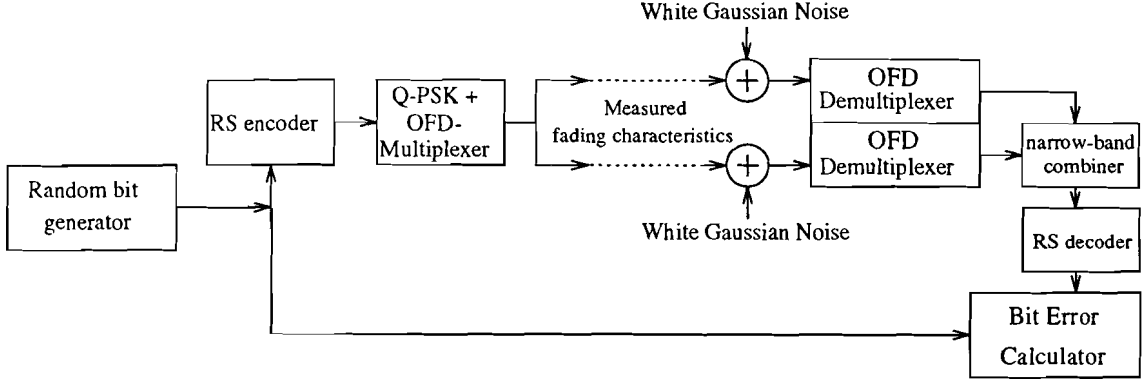 White Gaussian Noise
Random bit
generator
RS encoder
Q-PSK +
OFD-
Multiplexer
Measured
fading characteristics
+
+
White Gaussian Noise
OFD
Demultiplexer
OFD
Demultiplexer
narrow-band
combiner
RS decoder
Bit Error
Calculator